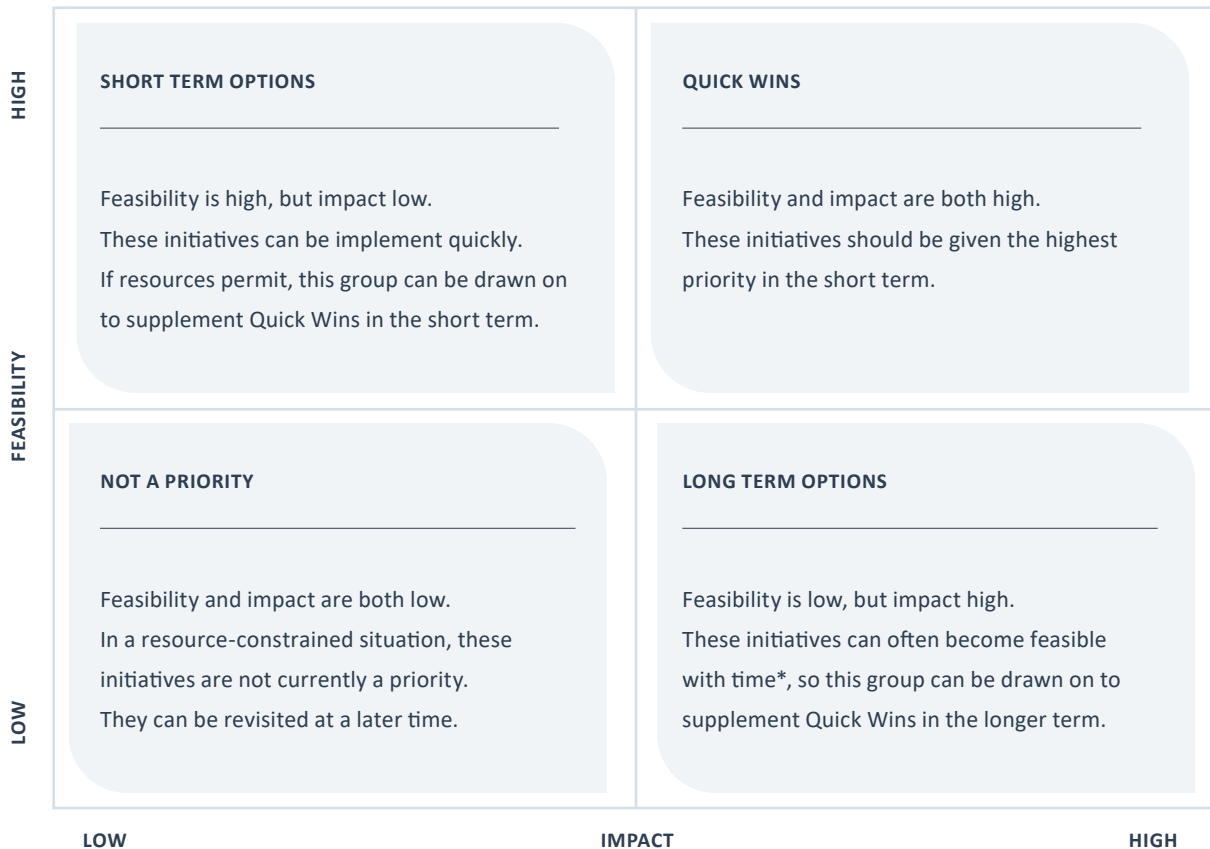 HIGH
SHORT TERM OPTIONS
Feasibility is high, but impact low.
These initiatives can be implement quickly.
If resources permit, this group can be drawn on
to supplement Quick Wins in the short term.
QUICK WINS
Feasibility and impact are both high.
These initiatives should be given the highest
priority in the short term.
FEASIBILITY
NOT A PRIORITY
Feasibility and impact are both low.
In a resource-constrained situation, these
initiatives are not currently a priority.
They can be revisited at a later time.
LONG TERM OPTIONS
Feasibility is low, but impact high.
These initiatives can often become feasible
with time*, so this group can be drawn on to
supplement Quick Wins in the longer term.
LOW
LOW
IMPACT
HIGH